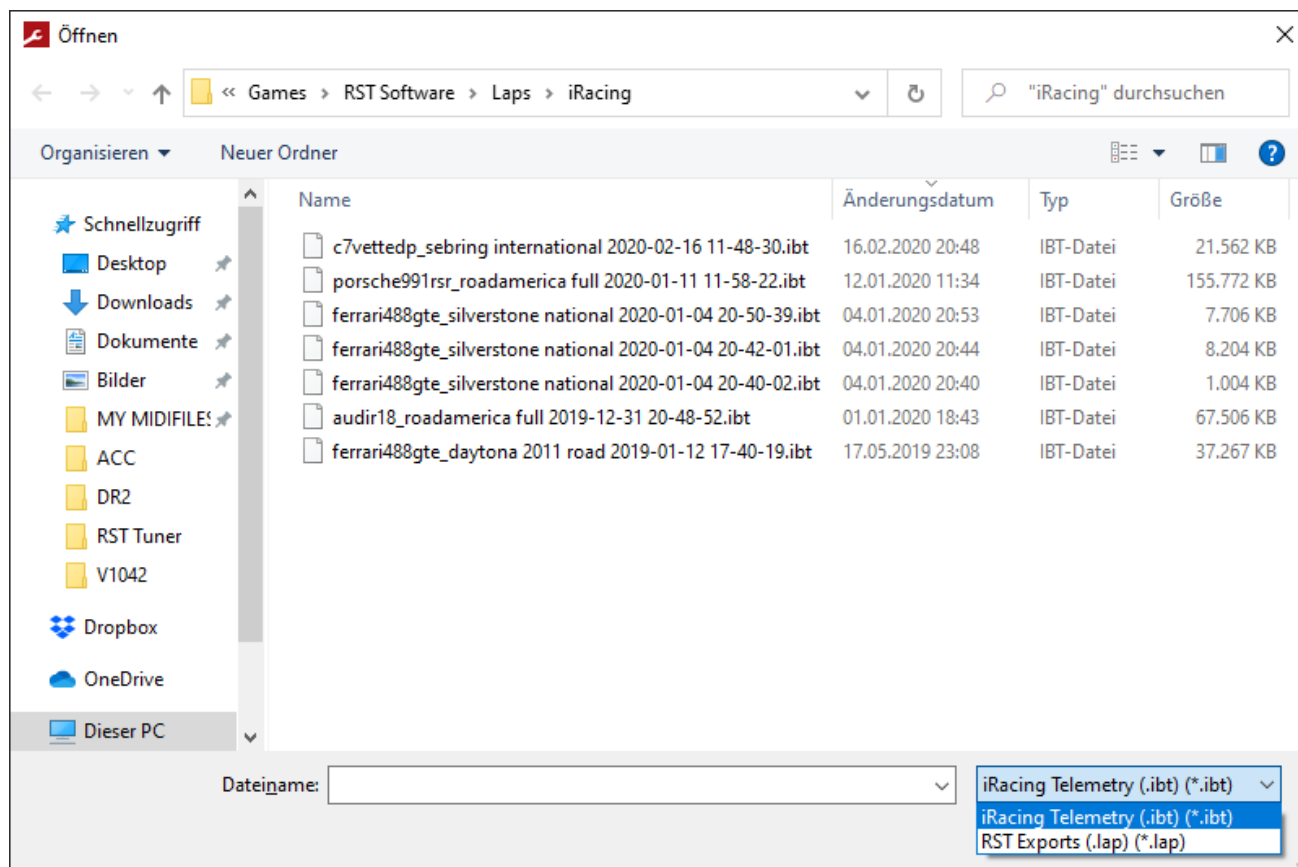 Öffnen
« Games › RST Software › Laps › iRacing
"iRacing" durchsuchen
Organisieren Neuer Ordner ?
Name Änderungsdatum Typ Größe
Schnellzugriff
Desktop
Downloads
Dokumente
Bilder
MY MIDIFILES
ACC
DR2
RST Tuner
V1042
Dropbox
OneDrive
Dieser PC
c7vettedp_sebring international 2020-02-16 11-48-30.ibt 16.02.2020 20:48 IBT-Datei 21.562 KB
porsche991rsr_roadamerica full 2020-01-11 11-58-22.ibt 12.01.2020 11:34 IBT-Datei 155.772 KB
ferrari488gte_silverstone national 2020-01-04 20-50-39.ibt 04.01.2020 20:53 IBT-Datei 7.706 KB
ferrari488gte_silverstone national 2020-01-04 20-42-01.ibt 04.01.2020 20:44 IBT-Datei 8.204 KB
ferrari488gte_silverstone national 2020-01-04 20-40-02.ibt 04.01.2020 20:40 IBT-Datei 1.004 KB
audir18_roadamerica full 2019-12-31 20-48-52.ibt 01.01.2020 18:43 IBT-Datei 67.506 KB
ferrari488gte_daytona 2011 road 2019-01-12 17-40-19.ibt 17.05.2019 23:08 IBT-Datei 37.267 KB
Dateiname:
iRacing Telemetry (.ibt) (*.ibt)
iRacing Telemetry (.ibt) (*.ibt)
RST Exports (.lap) (*.lap)